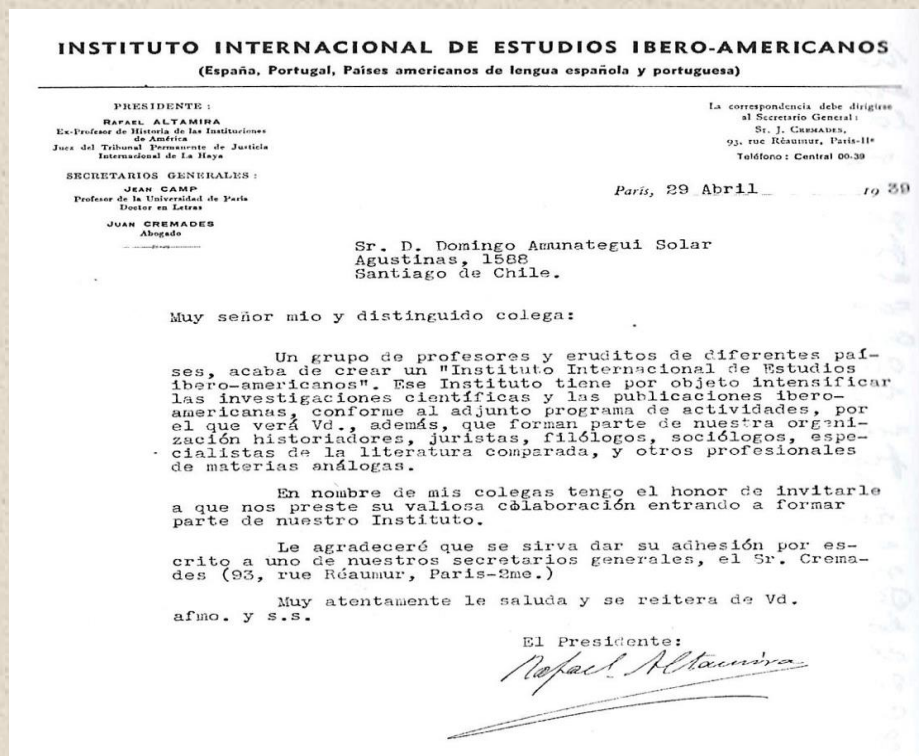 INSTITUTO INTERNACIONAL DE ESTUDIOS IBERO-AMERICANOS
(España, Portugal, Países americanos de lengua española y portuguesa)
PRESIDENTE :
RAFAEL ALTAMIRA
Ex-Profesor de Historia de las Instituciones
de América
Juez del Tribunal Permanente de Justicia
Internacional de La Haya
SECRETARIOS GENERALES :
JEAN CAMP
Profesor de la Universidad de Paris
Doctor en Letras
JUAN CREMADES
Abogado
La correspondencia debe dirigirse
al Secretario General :
Sr. J. CREMADES,
93, rue Réaumur, Paris-IIe
Teléfono : Central 00-39
Paris, 29 Abril 1939
Sr. D. Domingo Amunategui Solar
Agustinas, 1588
Santiago de Chile.
Muy señor mio y distinguido colega:
Un grupo de profesores y eruditos de diferentes paí-
ses, acaba de crear un "Instituto Internacional de Estudios
ibero-americanos". Ese Instituto tiene por objeto intensificar
las investigaciones científicas y las publicaciones ibero-
americanas, conforme al adjunto programa de actividades, por
el que verá Vd., además, que forman parte de nuestra organi-
zación historiadores, juristas, filólogos, sociólogos, espe-
cialistas de la literatura comparada, y otros profesionales
de materias análogas.
En nombre de mis colegas tengo el honor de invitarle
a que nos preste su valiosa colaboración entrando a formar
parte de nuestro Instituto.
Le agradeceré que se sirva dar su adhesión por es-
crito a uno de nuestros secretarios generales, el Sr. Crema-
des (93, rue Réaumur, Paris-2me.)
Muy atentamente le saluda y se reitera de Vd.
afmo. y s.s.
El Presidente:
Rafael Altamira